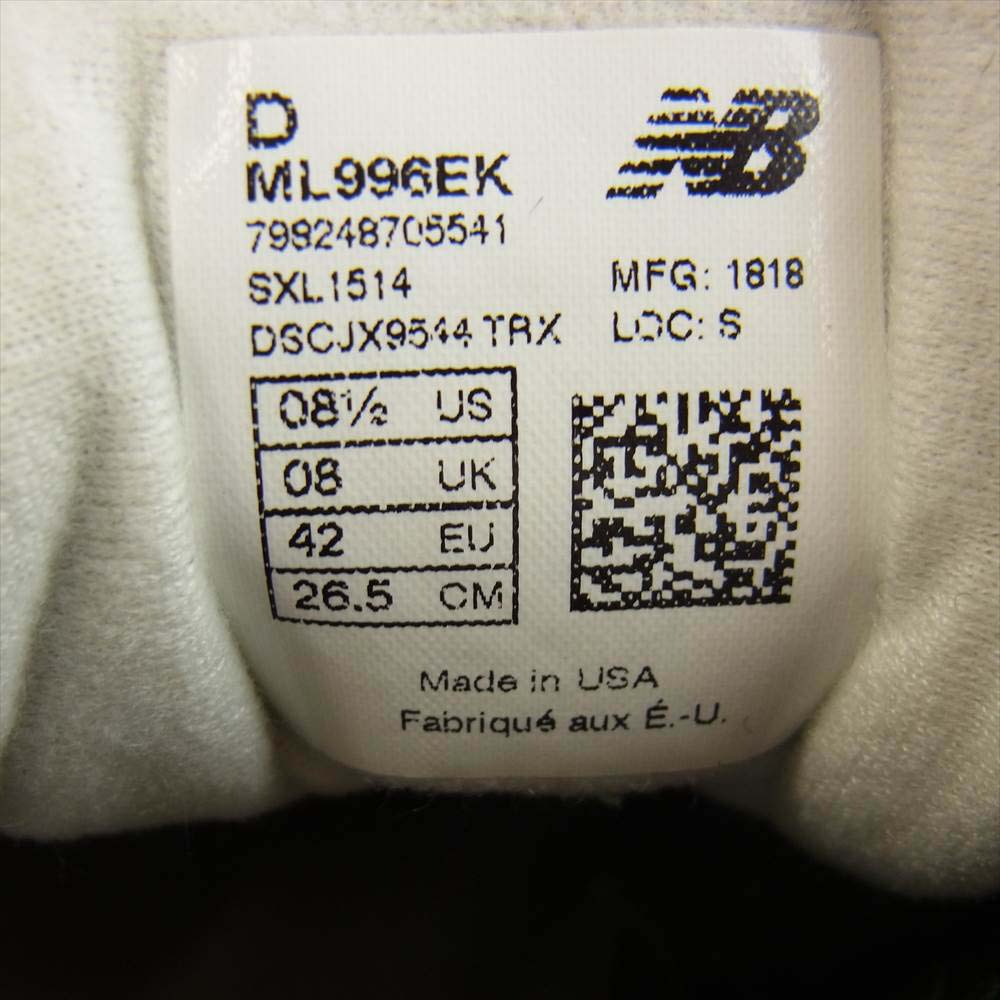 D
NB
ML996EK
799248705541
SXL1514
MFG: 1818
DSCJX9544 TRX
LOC: S
08½ US
08 UK
42 EU
26.5 CM
Made in USA
Fabriqué aux É.-U.